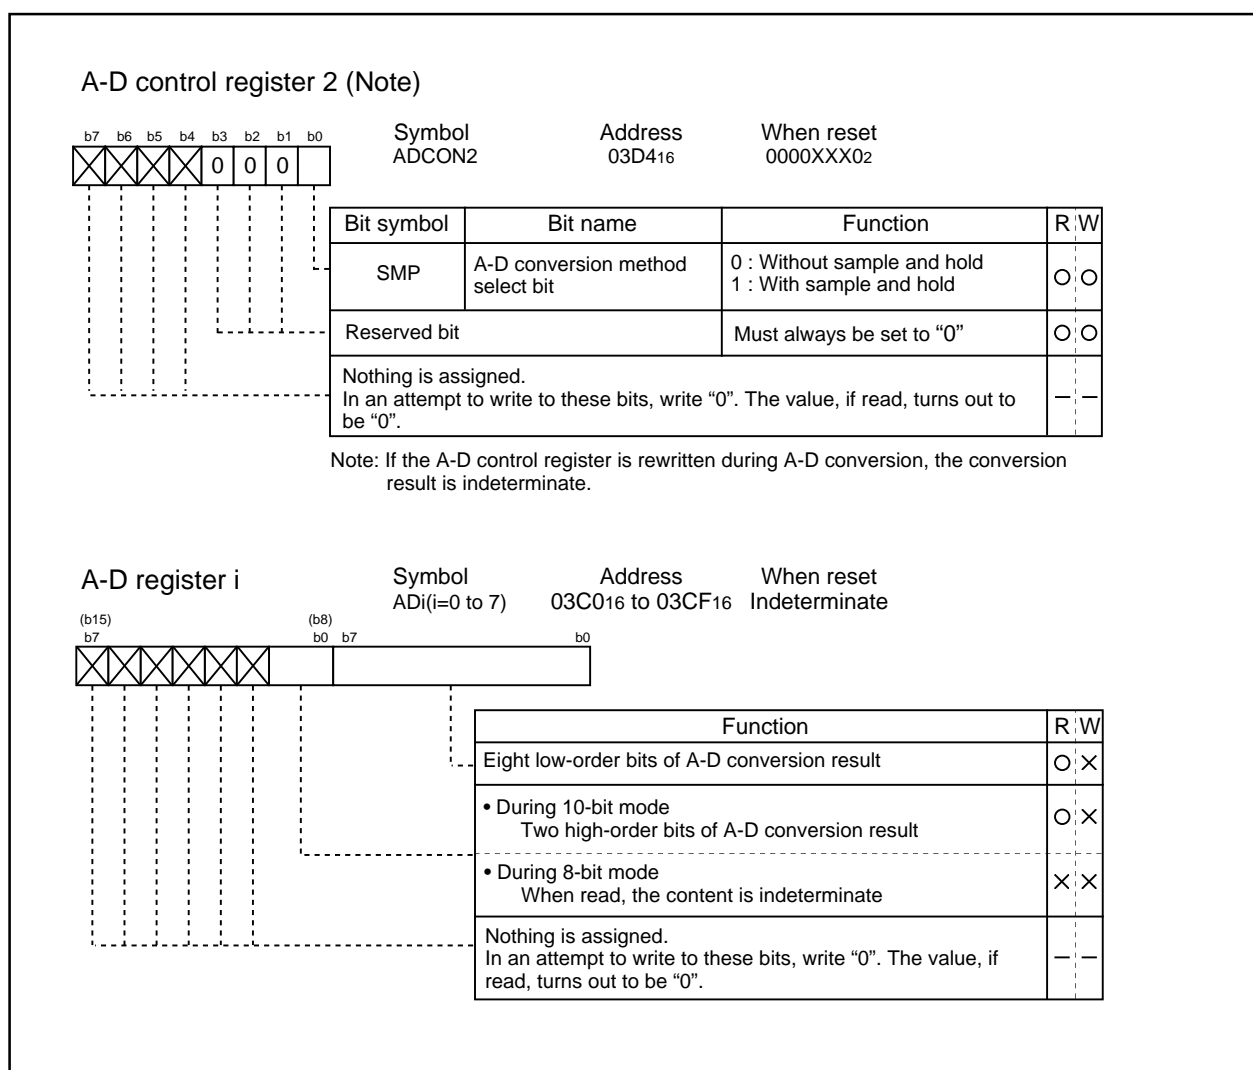 A-D control register 2 (Note)
b7 b6 b5 b4 b3 b2 b1 b0
Symbol Address When reset
ADCON2 03D416 0000XXX02
0 0 0
Bit symbol Bit name Function R W
SMP A-D conversion method select bit 0 : Without sample and hold
1 : With sample and hold
Reserved bit Must always be set to “0”
Nothing is assigned.
In an attempt to write to these bits, write “0”. The value, if read, turns out to
be “0”.
Note: If the A-D control register is rewritten during A-D conversion, the conversion
result is indeterminate.
A-D register i
Symbol Address When reset
ADi(i=0 to 7) 03C016 to 03CF16 Indeterminate
(b15) (b8)
b7 b0 b7 b0
Function R W
Eight low-order bits of A-D conversion result
• During 10-bit mode
Two high-order bits of A-D conversion result
• During 8-bit mode
When read, the content is indeterminate
Nothing is assigned.
In an attempt to write to these bits, write “0”. The value, if
read, turns out to be “0”.